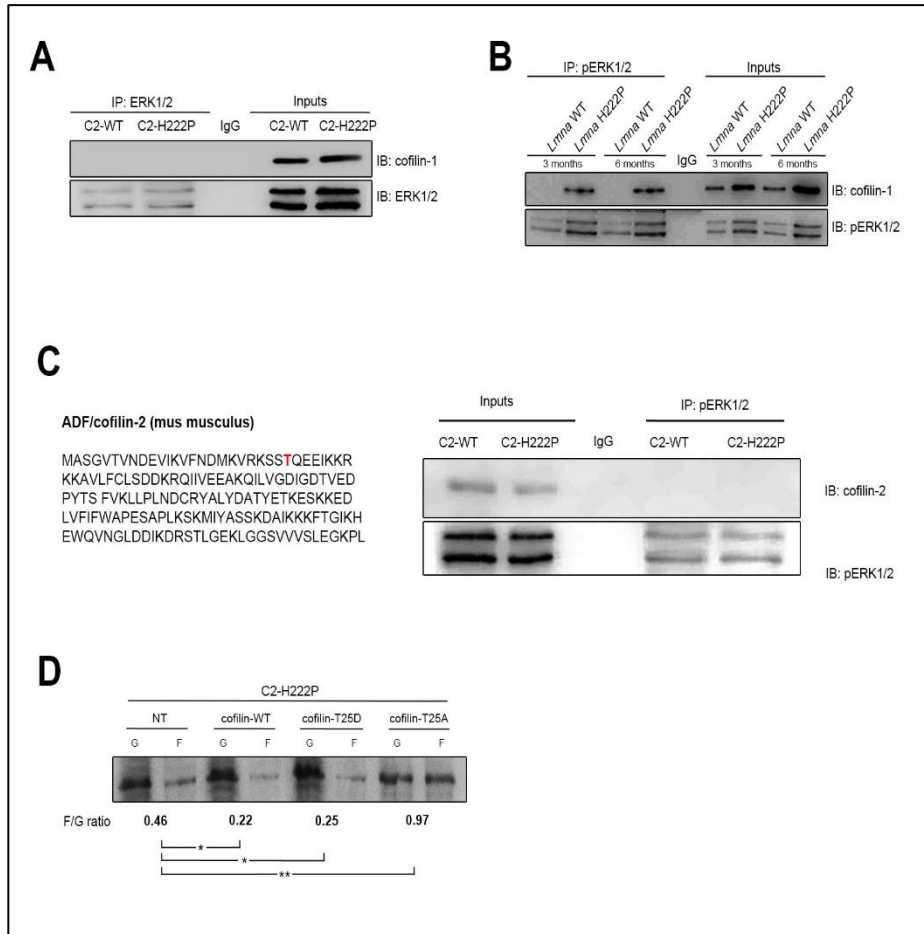 A
IP: ERK1/2
Inputs
C2-WT C2-H222P IgG C2-WT C2-H222P
IB: cofilin-1
IB: ERK1/2
B
IP: pERK1/2
Inputs
Lmna WT Lmna H222P Lmna WT Lmna H222P Lmna WT Lmna H222P Lmna WT Lmna H222P
3 months 6 months IgG 3 months 6 months
IB: cofilin-1
IB: pERK1/2
C
ADF/cofilin-2 (mus musculus)
MASGVTVNDEVIKVFNDMKVRKSSTQEEIKKR
KKAVLFCLSDDKRQIIVEEAKQILVGDIGDTVED
PYTS FVKLLPLNDCRYALYDATYETKESKKED
LVFIFWAPESAPLKSKMIYASSKDAIKKKFTGIKH
EWQVNGLDDIKDRSTLGEKLGGSVVVSLEGKPL
Inputs
IP: pERK1/2
C2-WT C2-H222P IgG C2-WT C2-H222P
IB: cofilin-2
IB: pERK1/2
D
C2-H222P
NT cofilin-WT cofilin-T25D cofilin-T25A
G F G F G F G F
F/G ratio 0.46 0.22 0.25 0.97
*
*
**